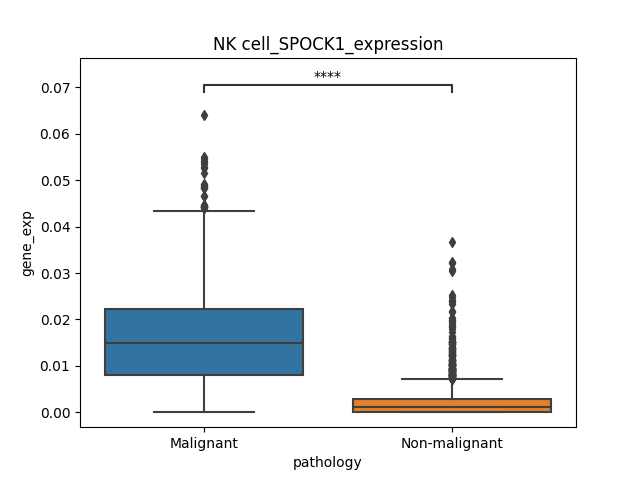 NK cell_SPOCK1_expression
****
0.07
0.06
0.05
0.04
0.03
0.02
0.01
0.00
gene_exp
Malignant
Non-malignant
pathology